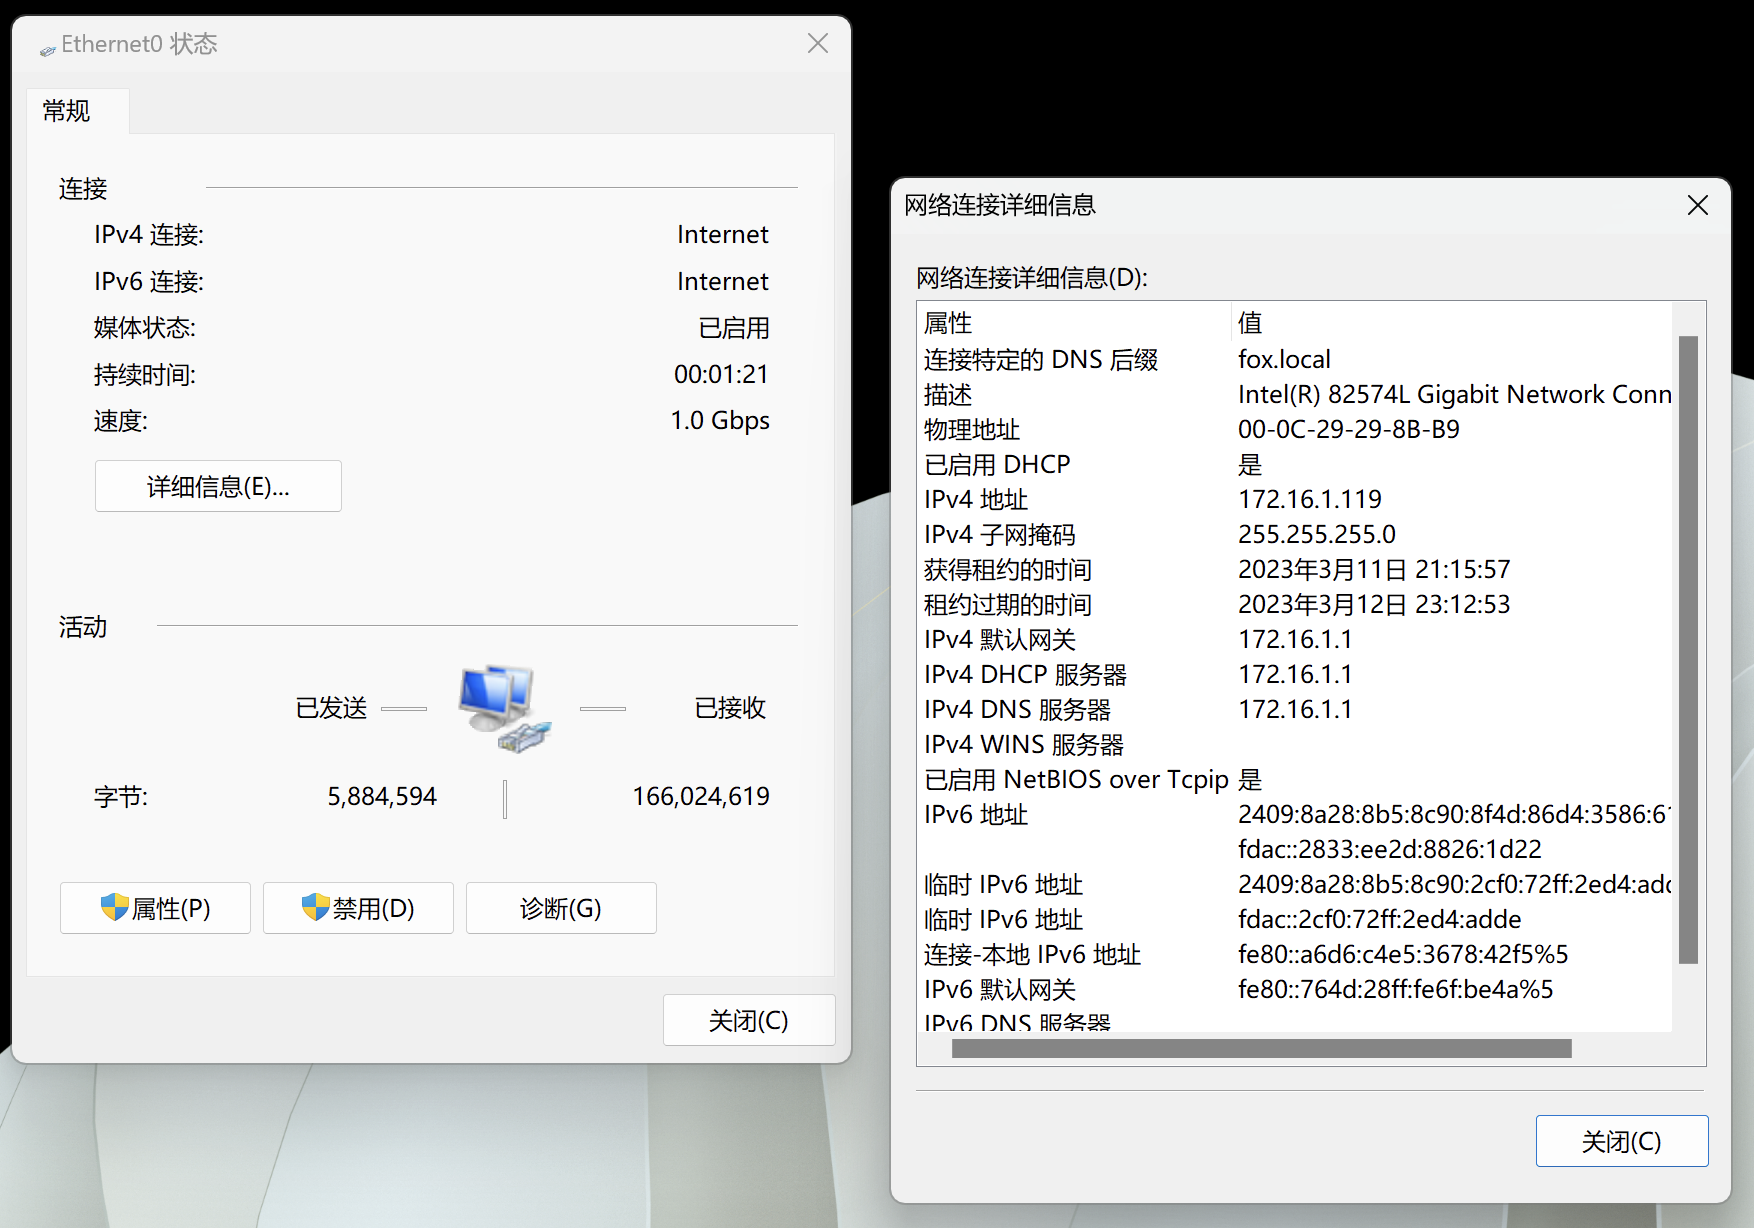 Ethernet0 状态
常规
连接
IPv4 连接: Internet
IPv6 连接: Internet
媒体状态: 已启用
持续时间: 00:01:21
速度: 1.0 Gbps
详细信息(E)...
活动
已发送 已接收
字节: 5,884,594 166,024,619
属性(P) 禁用(D) 诊断(G)
关闭(C)
网络连接详细信息
网络连接详细信息(D):
属性 值
连接特定的 DNS 后缀 fox.local
描述 Intel(R) 82574L Gigabit Network Conn
物理地址 00-0C-29-29-8B-B9
已启用 DHCP 是
IPv4 地址 172.16.1.119
IPv4 子网掩码 255.255.255.0
获得租约的时间 2023年3月11日 21:15:57
租约过期的时间 2023年3月12日 23:12:53
IPv4 默认网关 172.16.1.1
IPv4 DHCP 服务器 172.16.1.1
IPv4 DNS 服务器 172.16.1.1
IPv4 WINS 服务器
已启用 NetBIOS over Tcpip 是
IPv6 地址 2409:8a28:8b5:8c90:8f4d:86d4:3586:61
fdac::2833:ee2d:8826:1d22
临时 IPv6 地址 2409:8a28:8b5:8c90:2cf0:72ff:2ed4:add
临时 IPv6 地址 fdac::2cf0:72ff:2ed4:adde
连接-本地 IPv6 地址 fe80::a6d6:c4e5:3678:42f5%5
IPv6 默认网关 fe80::764d:28ff:fe6f:be4a%5
IPv6 DNS 服务器
关闭(C)